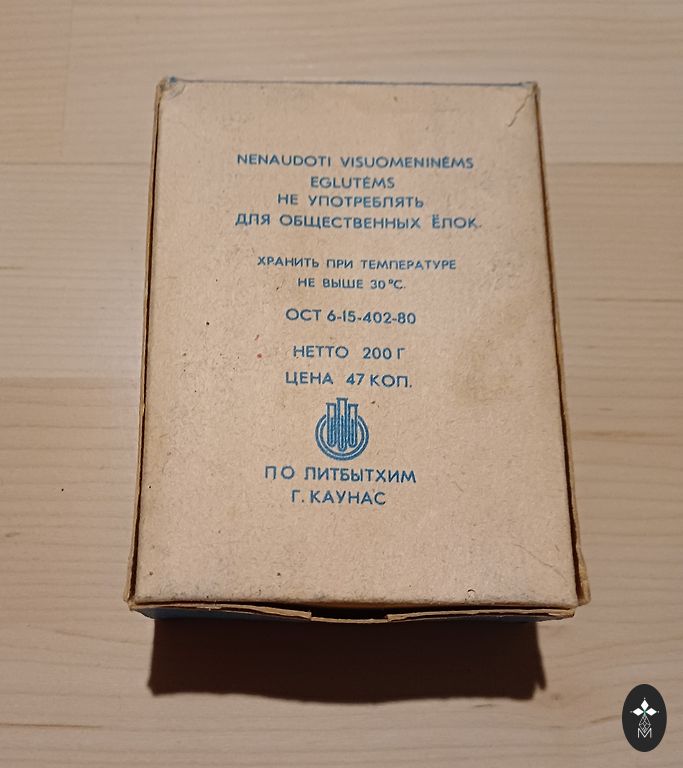 NENAUDOTI VISUOMENINĖMS
EGLUTĖMS
НЕ УПОТРЕБЛЯТЬ
ДЛЯ ОБЩЕСТВЕННЫХ ЁЛОК.
ХРАНИТЬ ПРИ ТЕМПЕРАТУРЕ
НЕ ВЫШЕ 30°С.
ОСТ 6-15-402-80
НЕТТО 200 Г
ЦЕНА 47 КОП.
ПО ЛИТБЫТХИМ
Г. КАУНАС
M